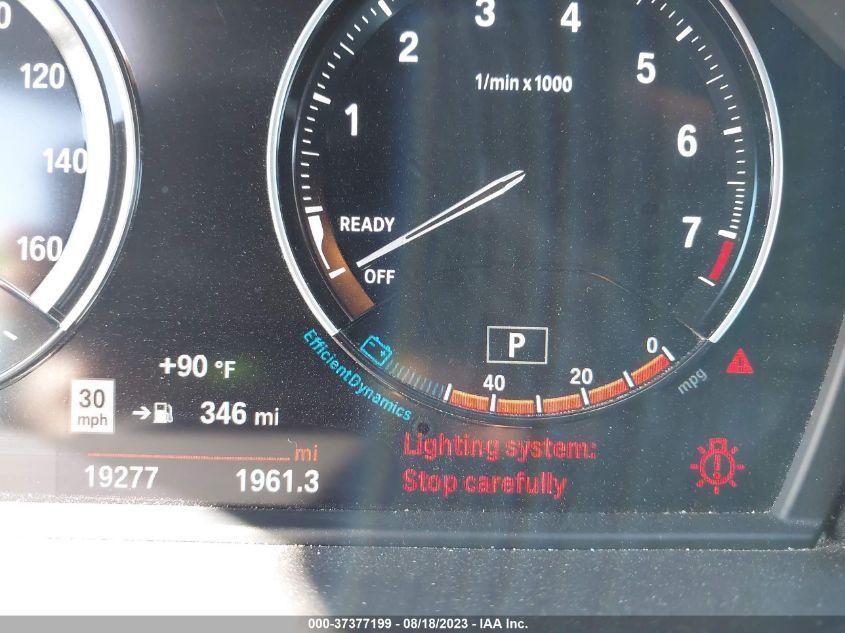 120
140
160
1
2
3
4
5
6
7
1/min x 1000
READY
OFF
EfficientDynamics
P
40
20
0
mpg
+90 °F
30
mph
346 mi
mi
19277
1961.3
Lighting system:
Stop carefully
000-37377199 - 08/18/2023 - IAA Inc.